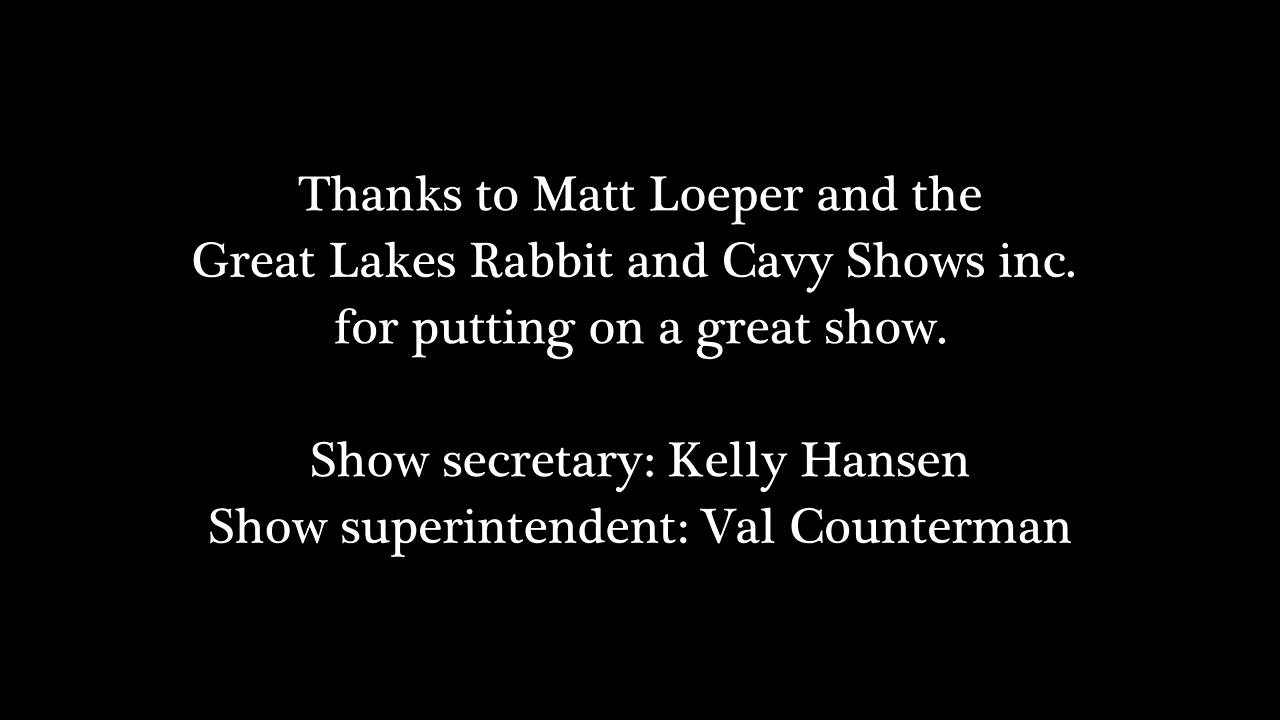 Thanks to Matt Loeper and the
Great Lakes Rabbit and Cavy Shows inc.
for putting on a great show.
Show secretary: Kelly Hansen
Show superintendent: Val Counterman